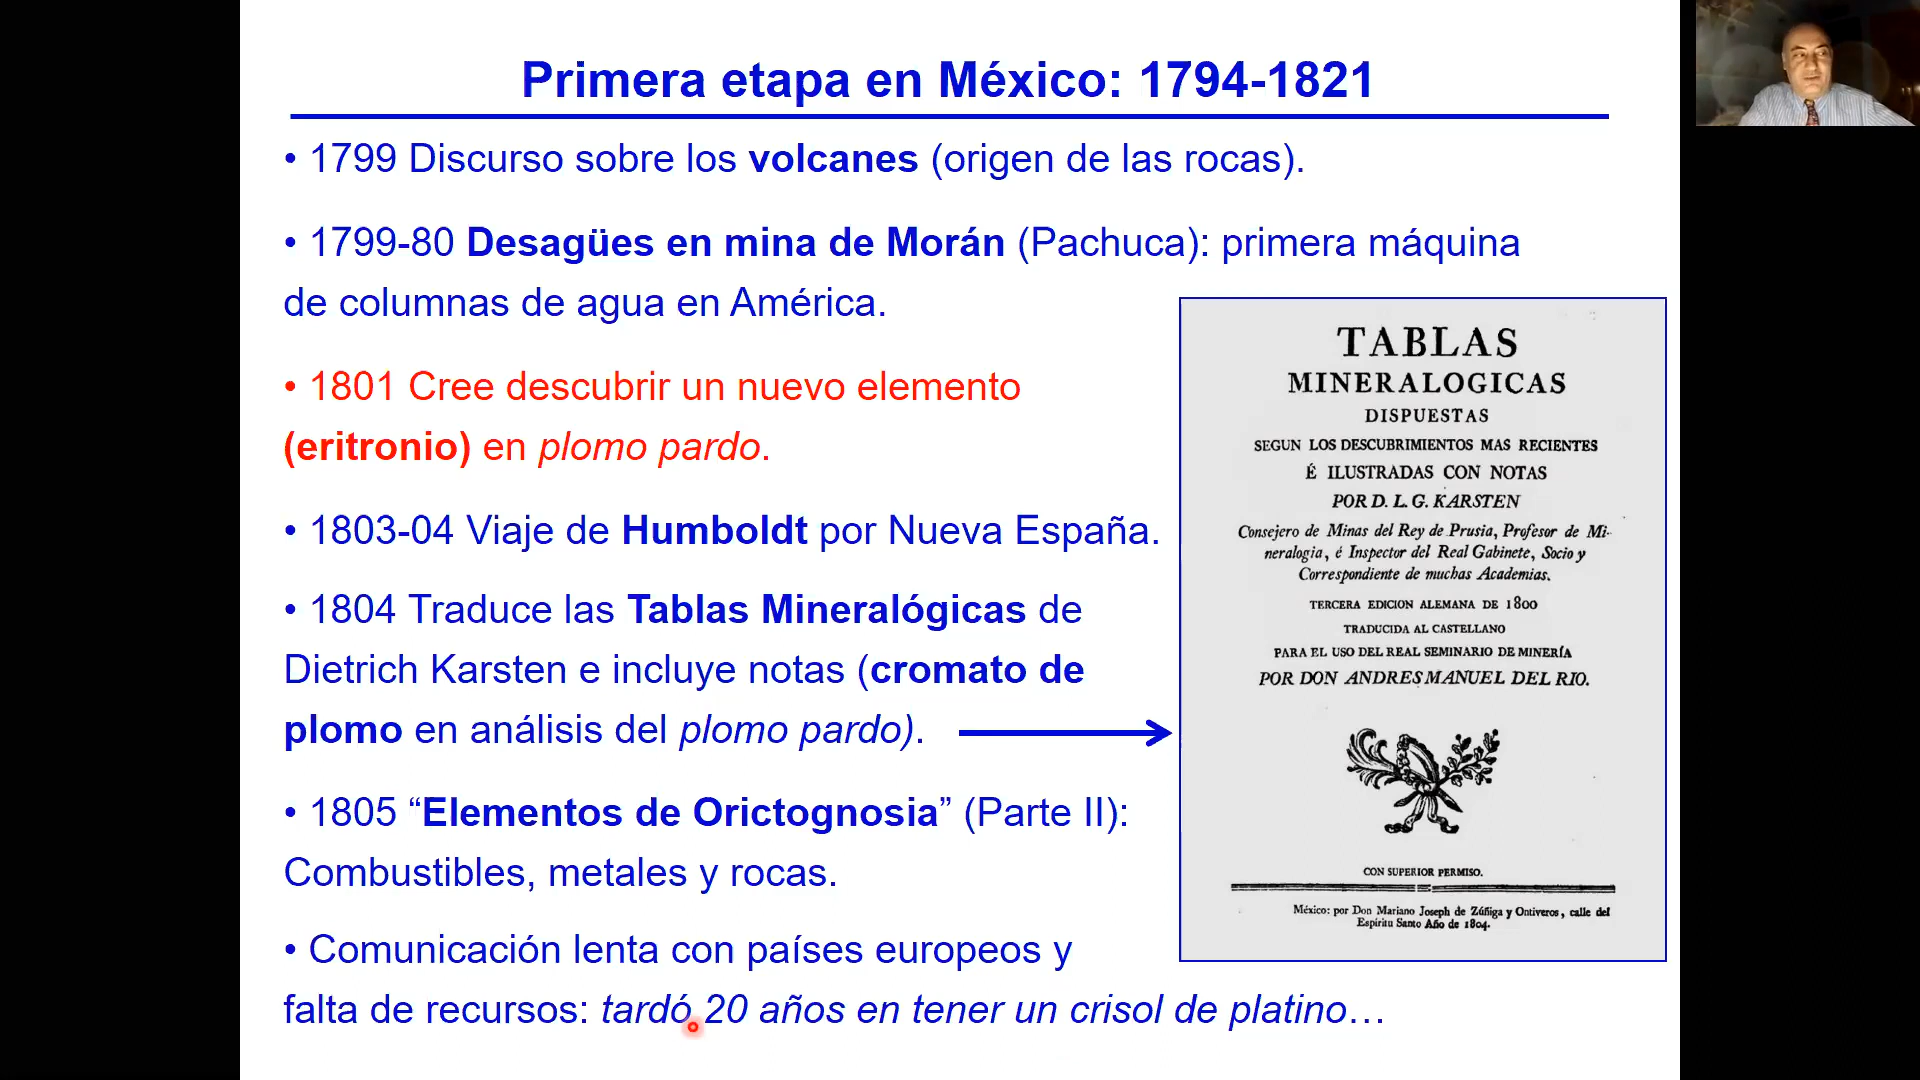 Primera etapa en México: 1794-1821
• 1799 Discurso sobre los volcanes (origen de las rocas).
• 1799-80 Desagües en mina de Morán (Pachuca): primera máquina
de columnas de agua en América.
• 1801 Cree descubrir un nuevo elemento
(eritronio) en plomo pardo.
• 1803-04 Viaje de Humboldt por Nueva España.
• 1804 Traduce las Tablas Mineralógicas de
Dietrich Karsten e incluye notas (cromato de
plomo en análisis del plomo pardo).
• 1805 “Elementos de Orictognosia” (Parte II):
Combustibles, metales y rocas.
• Comunicación lenta con países europeos y
falta de recursos: tardó 20 años en tener un crisol de platino…
TABLAS
MINERALOGICAS
DISPUESTAS
SEGUN LOS DESCUBRIMIENTOS MAS RECIENTES
É ILUSTRADAS CON NOTAS
POR D. L. G. KARSTEN
Consejero de Minas del Rey de Prusia, Profesor de Mi-
neralogia, é Inspector del Real Gabinete, Socio y
Correspondiente de muchas Academias.
TERCERA EDICION ALEMANA DE 1800
TRADUCIDA AL CASTELLANO
PARA EL USO DEL REAL SEMINARIO DE MINERÍA
POR DON ANDRES MANUEL DEL RIO.
CON SUPERIOR PERMISO.
México: por Don Mariano Joseph de Zúñiga y Ontiveros, calle del
Espíritu Santo Año de 1804.